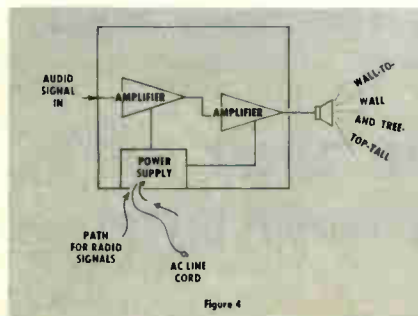 AUDIO
SIGNAL
IN
AMPLIFIER
AMPLIFIER
WALL-TO-
WALL
AND TREE-
TOP-TALL
POWER
SUPPLY
PATH
FOR RADIO
SIGNALS
AC LINE
CORD
Figure 4